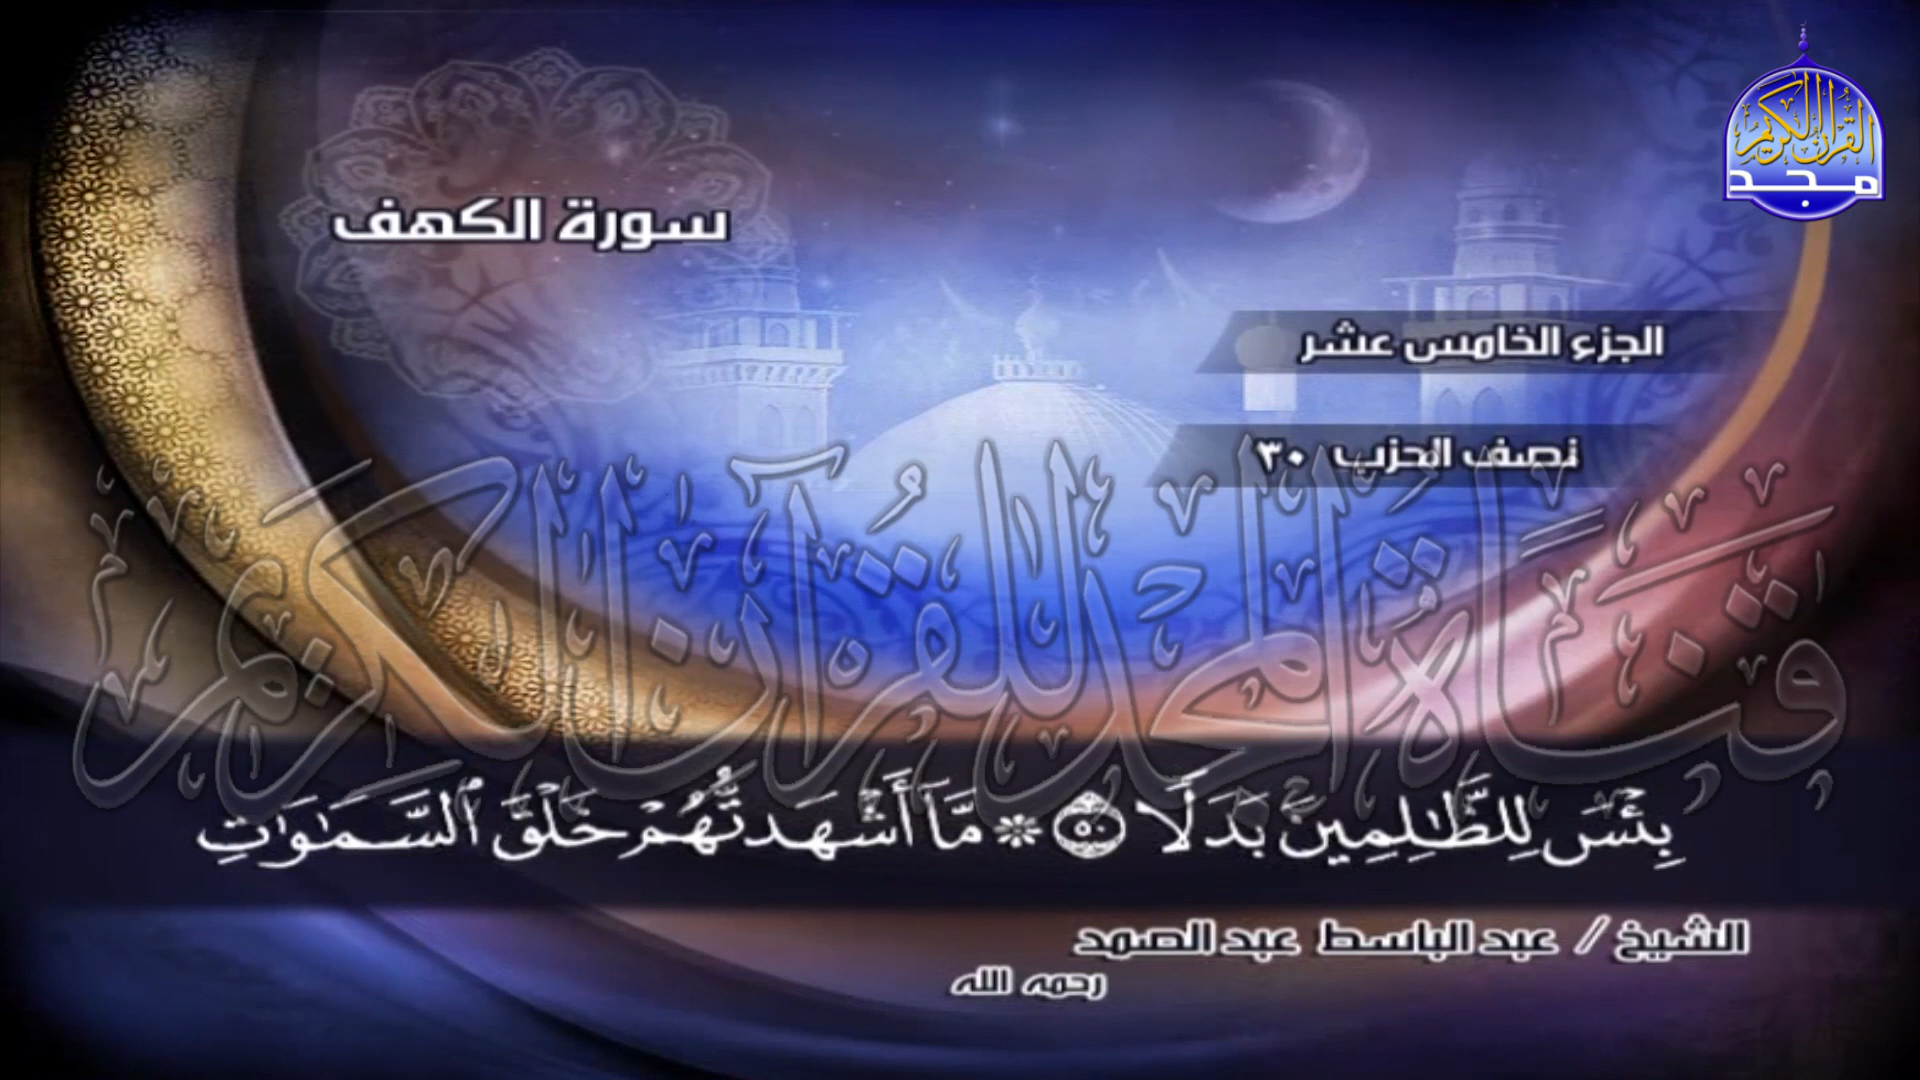 القرآن الكريم
مجد
سورة الكهف
الجزء الخامس عشر
نصف الحزب ٣٠
قناة المجد للقرآن الكريم
بِئْسَ لِلظَّـٰلِمِينَ بَدَلًا ۝٥٠ ۞ مَّآ أَشْهَدتُّهُمْ خَلْقَ ٱلسَّمَـٰوَٰتِ
الشيخ / عبد الباسط عبد الصمد
رحمه الله